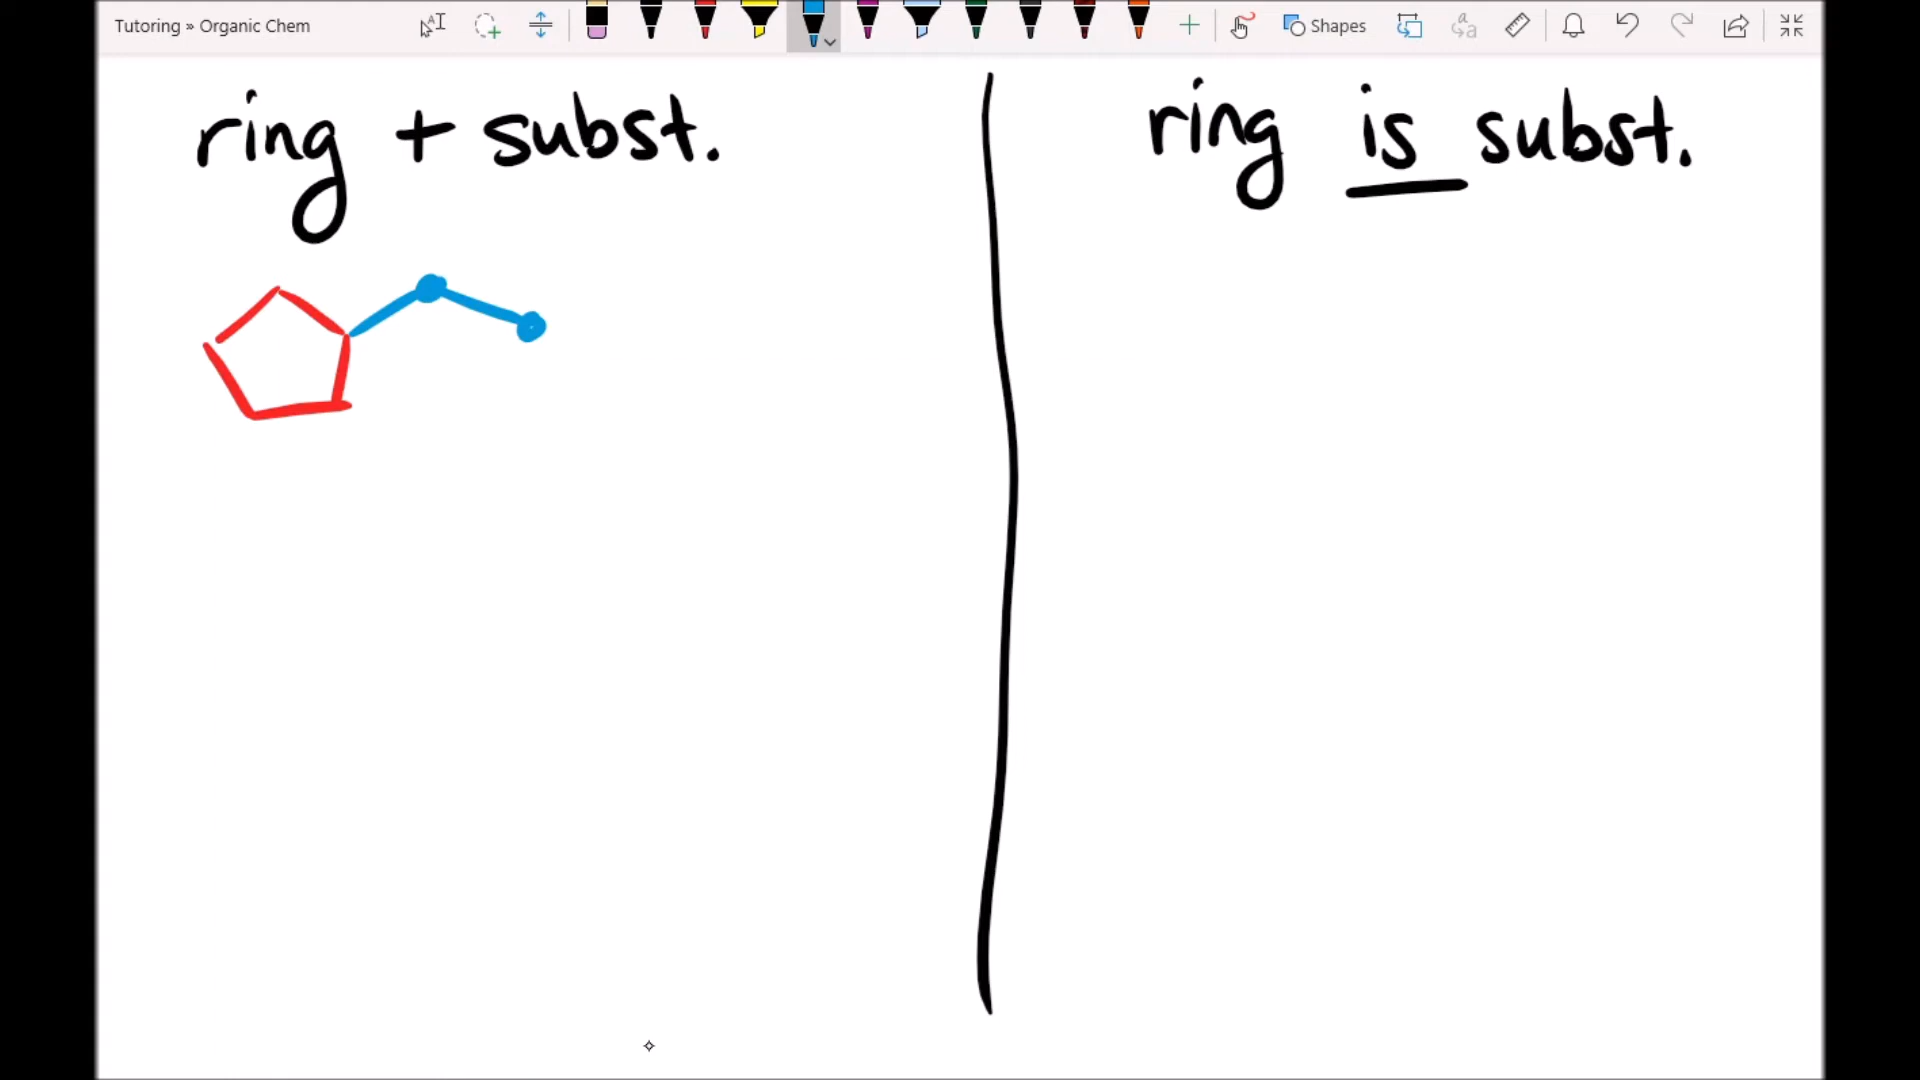 Tutoring » Organic Chem
Shapes
ring + subst.
ring is subst.